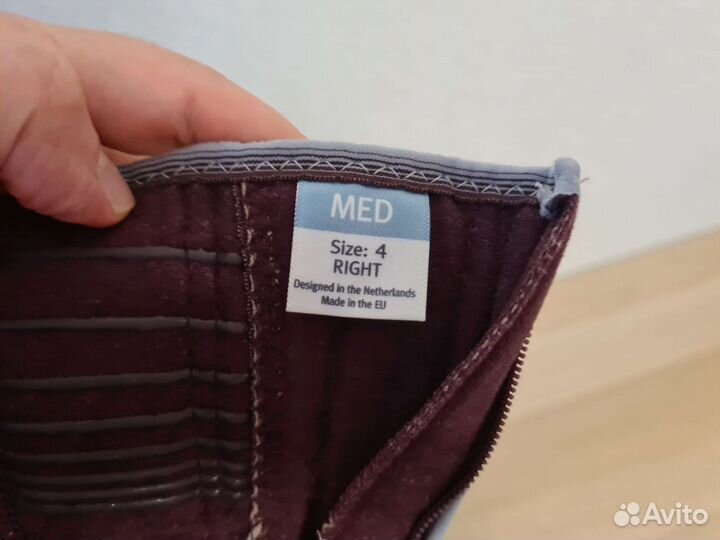 MED
Size: 4
RIGHT
Designed in the Netherlands
Made in the EU
Avito